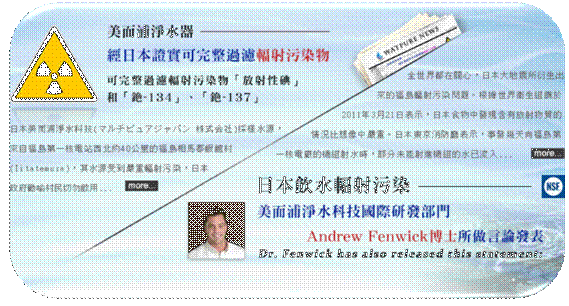 美而浦淨水器
經日本證實可完整過濾輻射污染物
可完整過濾輻射污染物「放射性碘」
和「銫-134」、「銫-137」
日本美而浦淨水科技(マルチピュアジャパン 株式会社)採樣水源，
來自福島第一核電站西北約40公里的福島相馬郡飯館村
(Iitatemura)，其水源受到嚴重輻射污染，日本
政府勸喻村民切勿飲用... more...
WATPURE NEWS
全世界都在關心，日本大地震所衍生出
來的福島輻射污染問題。根據世界衛生組織於
2011年3月21日表示，日本食物中發現含有放射物質的
情況比想像中嚴重。日本東京消防廳表示，事發幾天向福島第
一核電廠的機組射水時，部分未能射進機組的水已流入... more...
日本飲水輻射污染
NSF
美而浦淨水科技國際研發部門
Andrew Fenwick博士所做言論發表
Dr. Fenwick has also released this statement: